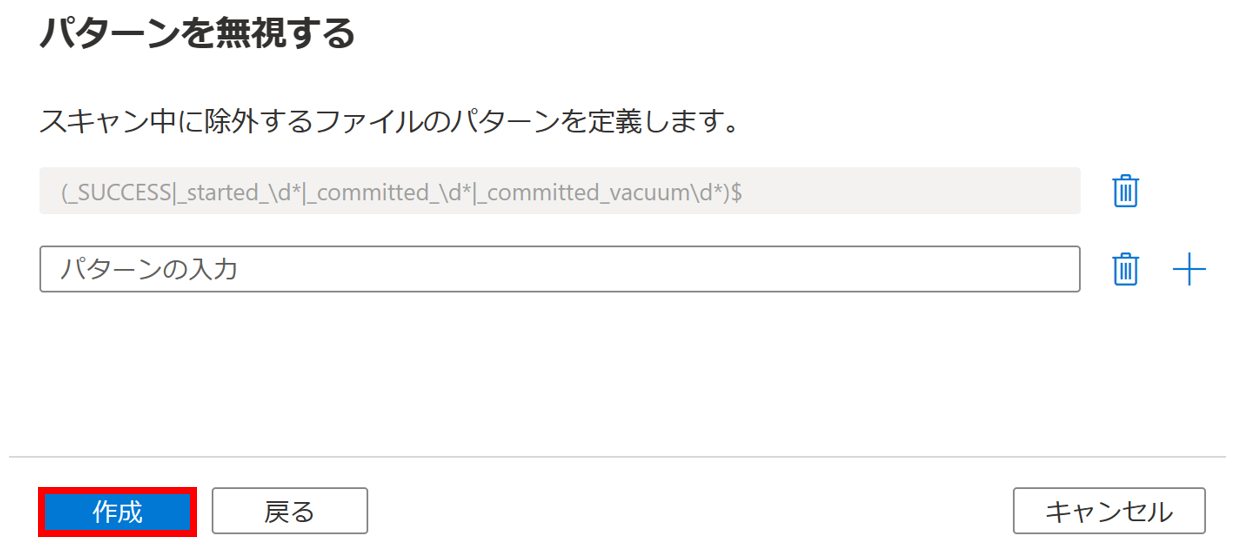 パターンを無視する
スキャン中に除外するファイルのパターンを定義します。
(_SUCCESS|_started_\d*|_committed_\d*|_committed_vacuum\d*)$
パターンの入力
作成
戻る
キャンセル